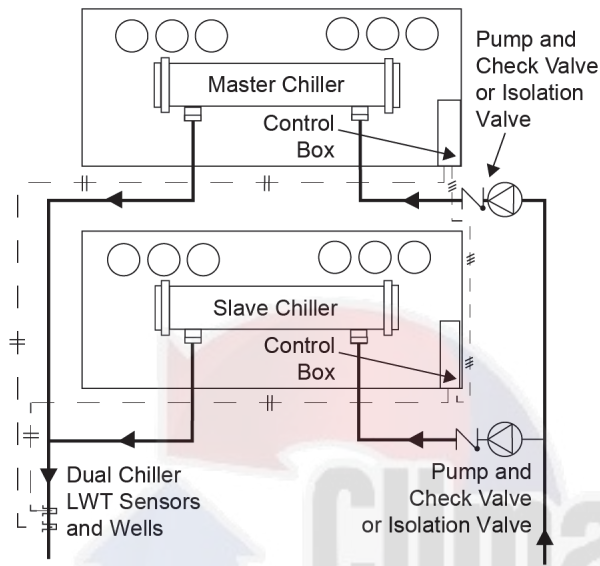 Pump and
Check Valve
or Isolation
Valve
Master Chiller
Control
Box
Slave Chiller
Control
Box
Dual Chiller
LWT Sensors
and Wells
Pump and
Check Valve
or Isolation Valve